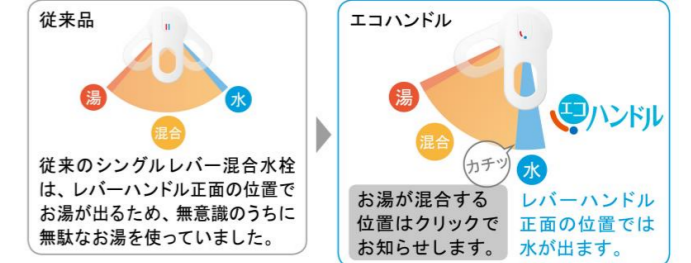 従来品
湯
水
混合
従来のシングルレバー混合水栓
は、レバーハンドル正面の位置で
お湯が出るため、無意識のうちに
無駄なお湯を使っていました。
エコハンドル
湯
混合
カチッ
水
エコハンドル
お湯が混合する
位置はクリックで
お知らせします。
レバーハンドル
正面の位置では
水が出ます。